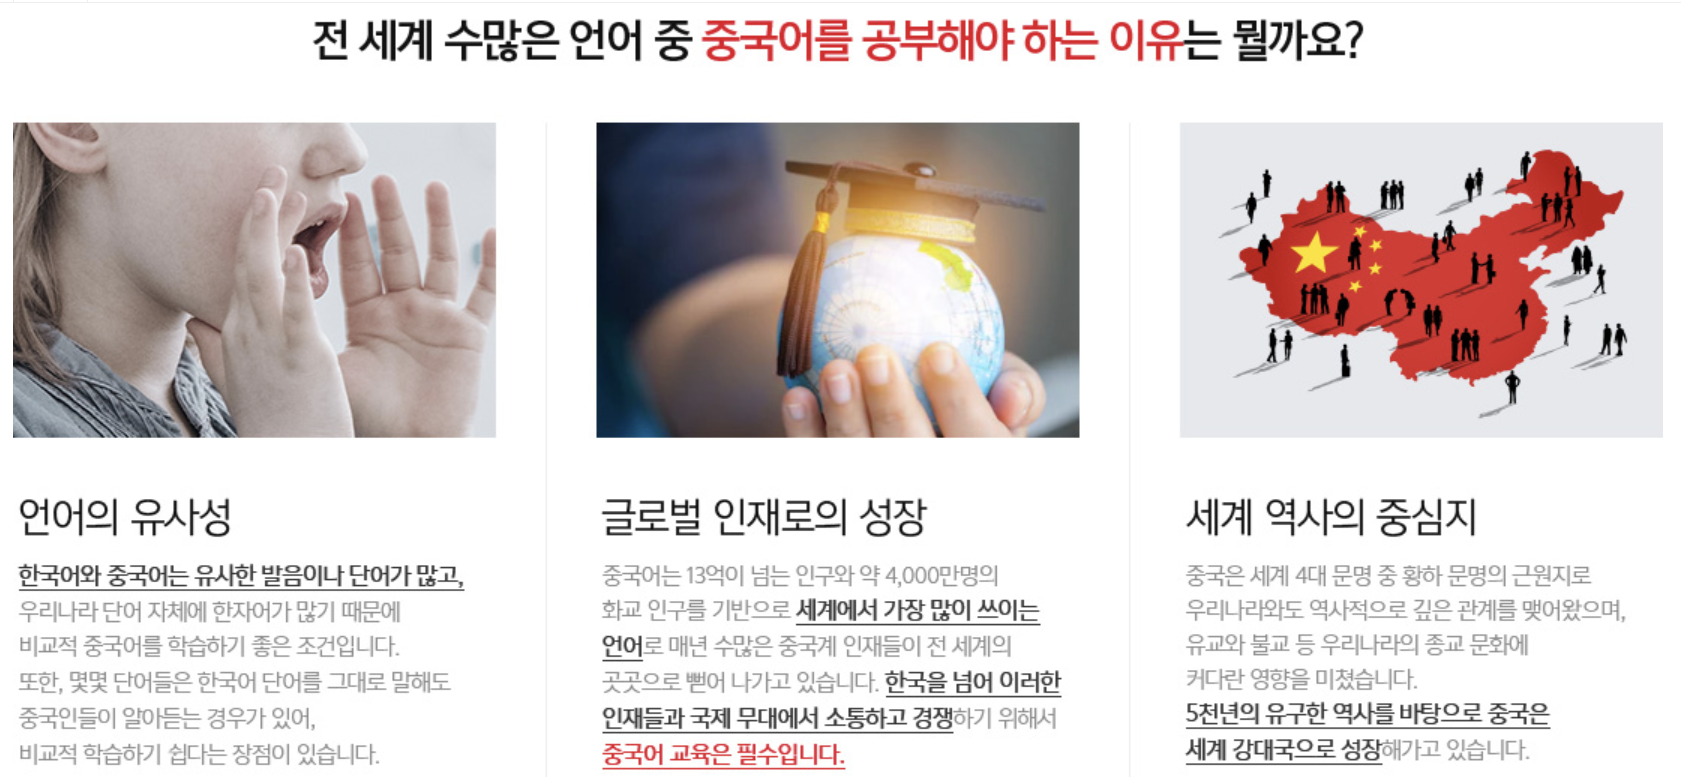 전 세계 수많은 언어 중 중국어를 공부해야 하는 이유는 뭘까요?
언어의 유사성
한국어와 중국어는 유사한 발음이나 단어가 많고,
우리나라 단어 자체에 한자어가 많기 때문에
비교적 중국어를 학습하기 좋은 조건입니다.
또한, 몇몇 단어들은 한국어 단어를 그대로 말해도
중국인들이 알아듣는 경우가 있어,
비교적 학습하기 쉽다는 장점이 있습니다.
글로벌 인재로의 성장
중국어는 13억이 넘는 인구와 약 4,000만명의
화교 인구를 기반으로 세계에서 가장 많이 쓰이는
언어로 매년 수많은 중국계 인재들이 전 세계의
곳곳으로 뻗어 나가고 있습니다. 한국을 넘어 이러한
인재들과 국제 무대에서 소통하고 경쟁하기 위해서
중국어 교육은 필수입니다.
세계 역사의 중심지
중국은 세계 4대 문명 중 황하 문명의 근원지로
우리나라와도 역사적으로 깊은 관계를 맺어왔으며,
유교와 불교 등 우리나라의 종교 문화에
커다란 영향을 미쳤습니다.
5천년의 유구한 역사를 바탕으로 중국은
세계 강대국으로 성장해가고 있습니다.